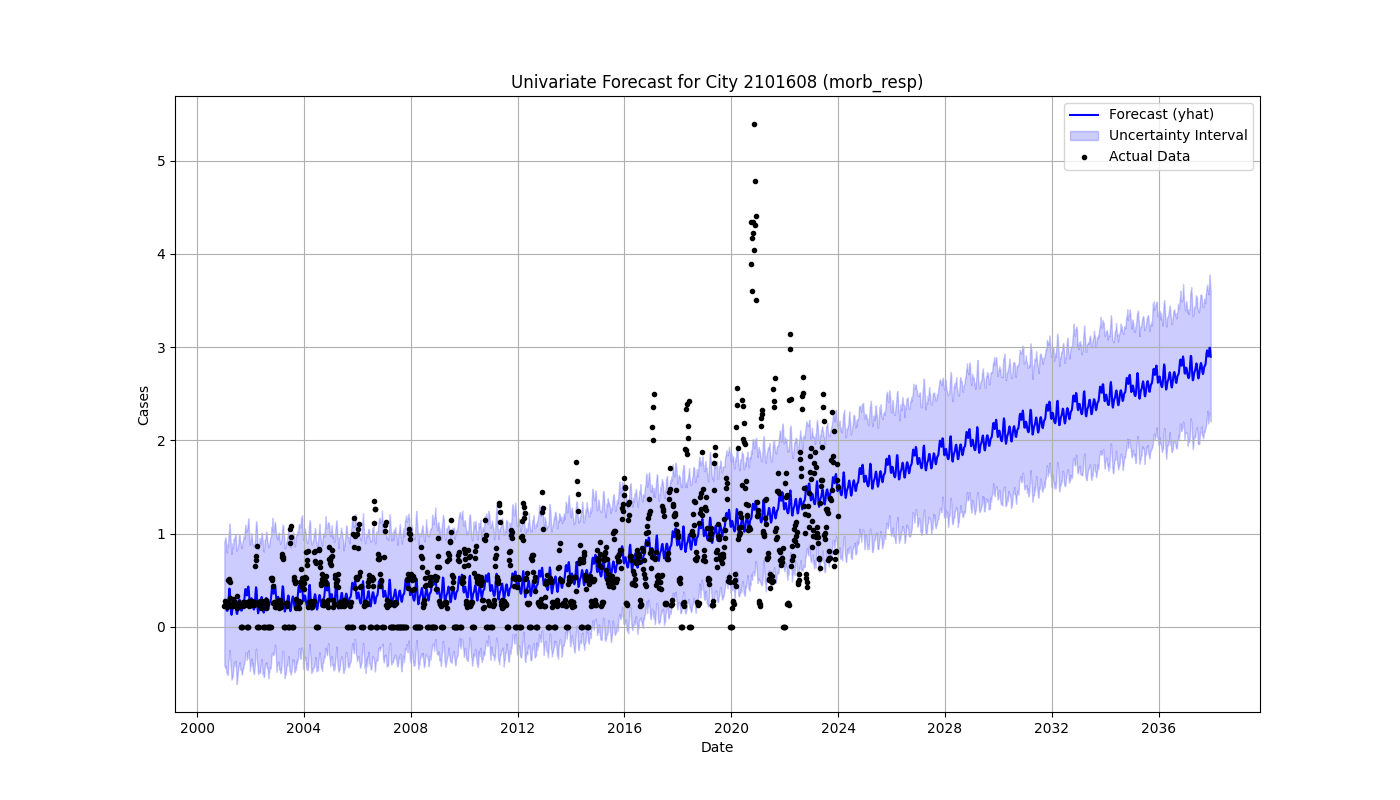 Univariate Forecast for City 2101608 (morb_resp)
Forecast (yhat)
Uncertainty Interval
Actual Data
Cases
5
4
3
2
1
0
2000 2004 2008 2012 2016 2020 2024 2028 2032 2036
Date